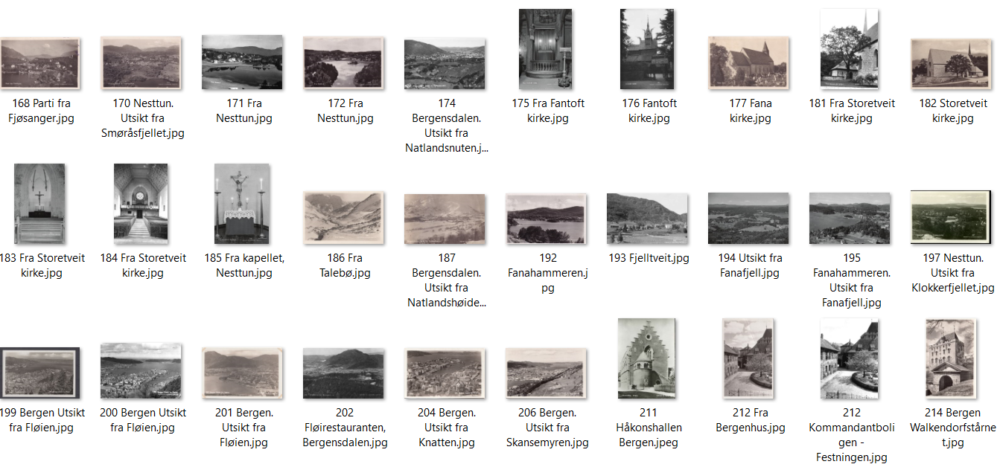 168 Parti fra
Fjøsanger.jpg
170 Nesttun.
Utsikt fra
Smøråsfjellet.jpg
171 Fra
Nesttun.jpg
172 Fra
Nesttun.jpg
174
Bergensdalen.
Utsikt fra
Natlandsnuten.j...
175 Fra Fantoft
kirke.jpg
176 Fantoft
kirke.jpg
177 Fana
kirke.jpg
181 Fra Storetveit
kirke.jpg
182 Storetveit
kirke.jpg
183 Fra Storetveit
kirke.jpg
184 Fra Storetveit
kirke.jpg
185 Fra kapellet,
Nesttun.jpg
186 Fra
Talebø.jpg
187
Bergensdalen.
Utsikt fra
Natlandshøide...
192
Fanahammeren.j
pg
193 Fjelltveit.jpg
194 Utsikt fra
Fanafjell.jpg
195
Fanahammeren.
Utsikt fra
Fanafjell.jpg
197 Nesttun.
Utsikt fra
Klokkerfjellet.jpg
199 Bergen Utsikt
fra Fløien.jpg
200 Bergen Utsikt
fra Fløien.jpg
201 Bergen.
Utsikt fra
Fløien.jpg
202
Fløirestauranten,
Bergensdalen.jpg
204 Bergen.
Utsikt fra
Knatten.jpg
206 Bergen.
Utsikt fra
Skansemyren.jpg
211
Håkonshallen
Bergen.jpeg
212 Fra
Bergenhus.jpg
212
Kommandantboli
gen -
Festningen.jpg
214 Bergen
Walkendorfstårne
t.jpg